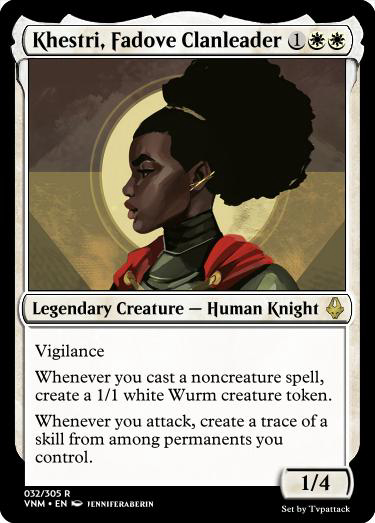 Khestri, Fadove Clanleader 1
Legendary Creature — Human Knight
Vigilance
Whenever you cast a noncreature spell,
create a 1/1 white Wurm creature token.
Whenever you attack, create a trace of a
skill from among permanents you
control.
1/4
032/305 R
VNM • EN JENNIFERABERIN
Set by Tvpattack